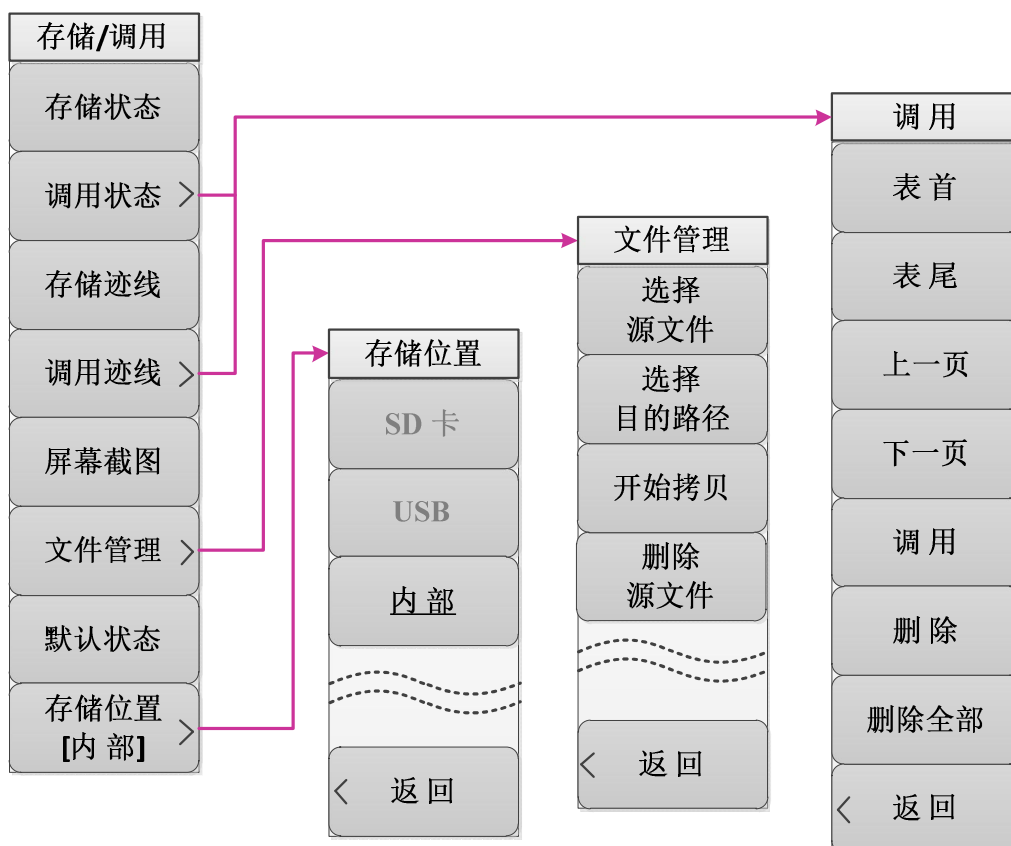 存储/调用
存储状态
调用状态
存储迹线
调用迹线
屏幕截图
文件管理
默认状态
存储位置
[内 部]
存储位置
SD 卡
USB
内 部
返 回
文件管理
选择
源文件
选择
目的路径
开始拷贝
删除
源文件
返 回
调 用
表 首
表 尾
上一页
下一页
调 用
删 除
删除全部
返 回